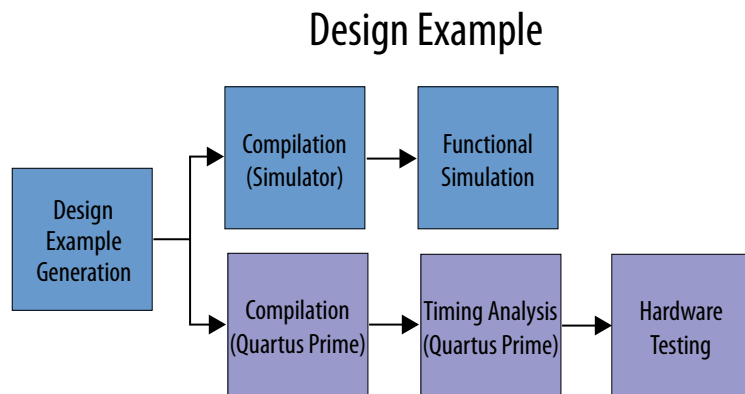 Design Example
Design
Example
Generation
Compilation
(Simulator)
Functional
Simulation
Compilation
(Quartus Prime)
Timing Analysis
(Quartus Prime)
Hardware
Testing